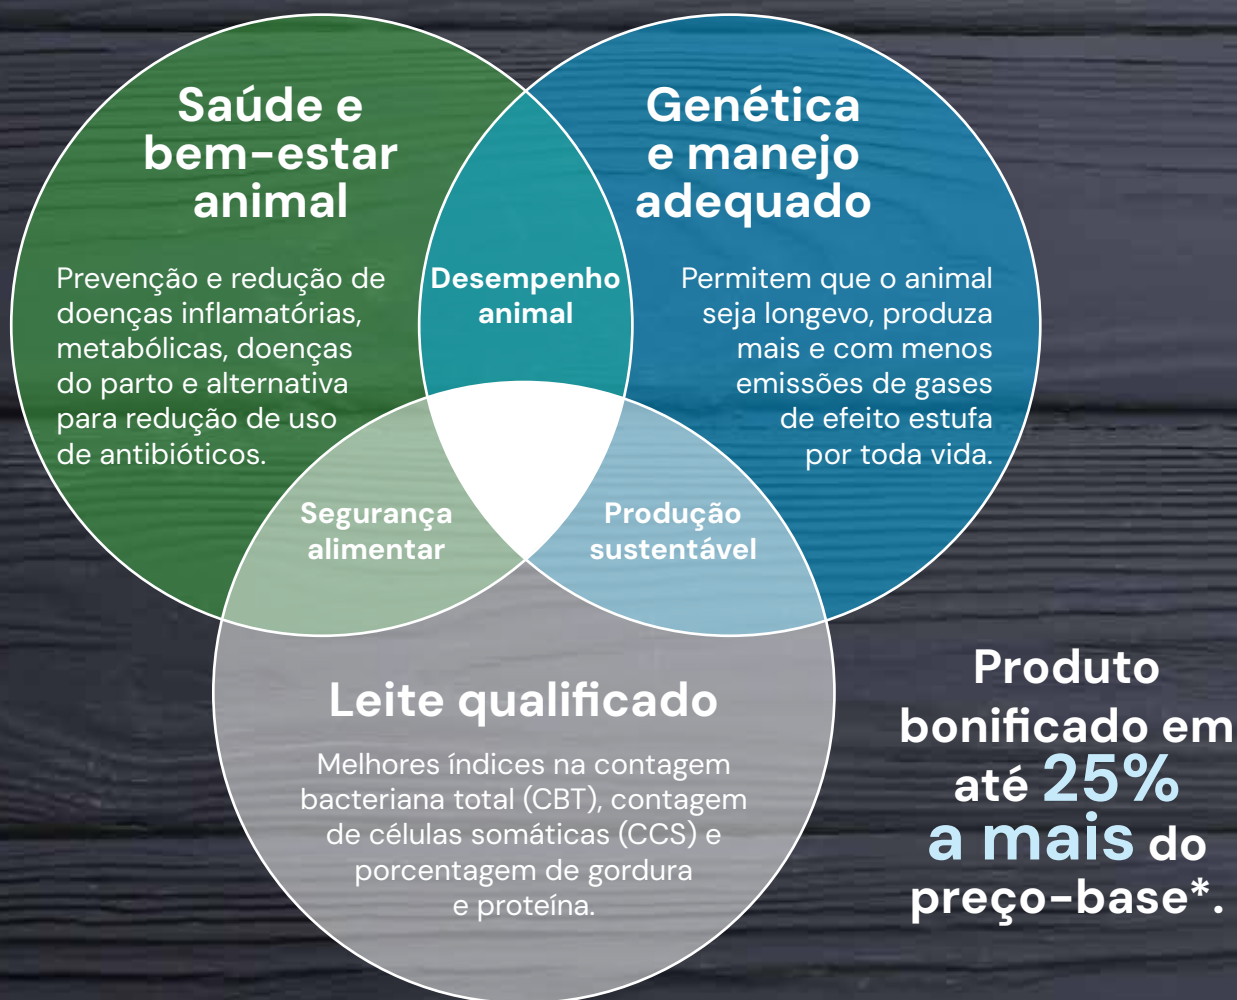 Saúde e
bem-estar
animal
Prevenção e redução de
doenças inflamatórias,
metabólicas, doenças
do parto e alternativa
para redução de uso
de antibióticos.
Desempenho
animal
Genética
e manejo
adequado
Permitem que o animal
seja longevo, produza
mais e com menos
emissões de gases
de efeito estufa
por toda vida.
Segurança
alimentar
Produção
sustentável
Leite qualificado
Melhores índices na contagem
bacteriana total (CBT), contagem
de células somáticas (CCS) e
porcentagem de gordura
e proteína.
Produto
bonificado em
até 25%
a mais do
preço-base*.